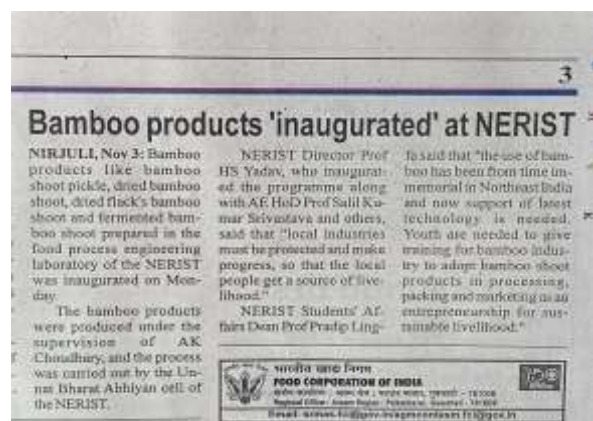 3
Bamboo products 'inaugurated' at NERIST
NIRJULI, Nov 3: Bamboo
products like bamboo
shoot pickle, dried bamboo
shoot, dried flack's bamboo
shoot and fermented bam-
boo shoot prepared in the
food process engineering
laboratory of the NERIST
was inaugurated on Mon-
day.
The bamboo products
were produced under the
supervision of AK
Choudhury, and the process
was carried out by the Un-
nat Bharat Abhiyan cell of
the NERIST.
NERIST Director Prof
HS Yadav, who inaugurat-
ed the programme along
with AE HoD Prof Salil Ku-
mar Srivastava and others,
said that "local industries
must be protected and make
progress, so that the local
people get a source of live-
lihood."
NERIST Students' Af-
fairs Dean Prof Pradip Ling-
fa said that "the use of bam-
boo has been from time im-
memorial in Northeast India
and now support of latest
technology is needed.
Youth are needed to give
training for bamboo indus-
try to adopt bamboo shoot
products in processing,
packing and marketing as an
entrepreneurship for sus-
tainable livelihood."
भारतीय खाद्य निगम
FOOD CORPORATION OF INDIA